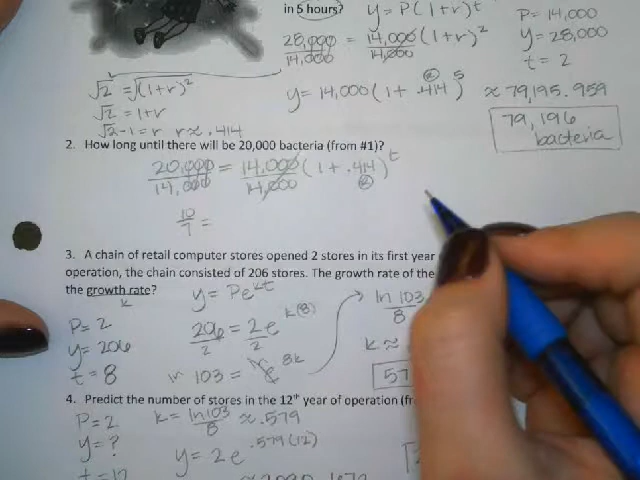 in 5 hours? y = P(1+r)^t P = 14,000
28,000/14,000 = 14,000/14,000 (1+r)^2 y = 28,000
t = 2
√2 = √(1+r)^2 y = 14,000(1 + .414)^5 ≈ 79,195.959
√2 = 1+r
√2 - 1 = r r ≈ .414 79,196 bacteria
2. How long until there will be 20,000 bacteria (from #1)?
20,000/14,000 = 14,000/14,000 (1 + .414)^t
10/7 =
3. A chain of retail computer stores opened 2 stores in its first year
operation, the chain consisted of 206 stores. The growth rate of the
the growth rate?
k y = Pe^kt
P = 2 206/2 = 2/2 e^k(8) ln 103/8
y = 206 k ≈
t = 8 ln 103 = ln e^8k 57
4. Predict the number of stores in the 12th year of operation (fr
P = 2 k = ln103/8 ≈ .579
y = ?
y = 2e^.579(12)
t = 12